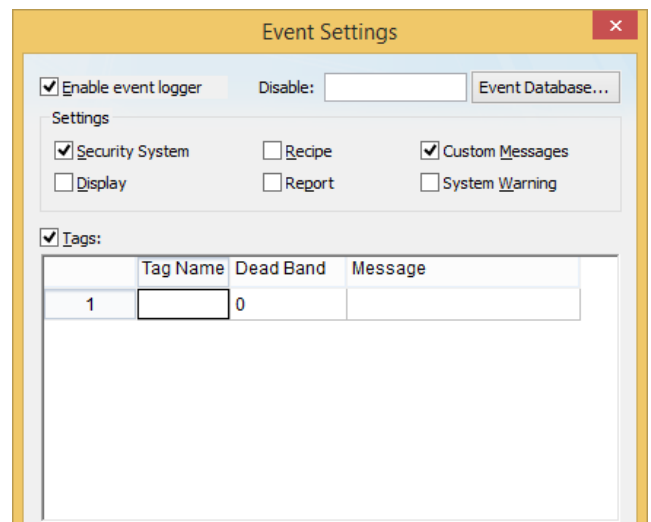 Event Settings
Enable event logger Disable: Event Database...
Settings
Security System Recipe Custom Messages
Display Report System Warning
Tags:
Tag Name Dead Band Message
1 0